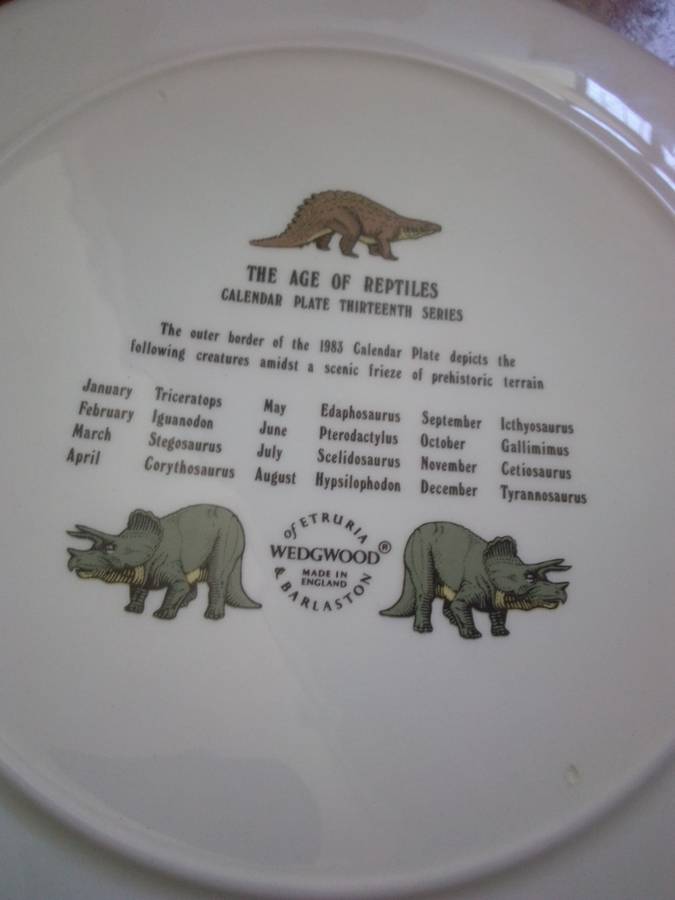 THE AGE OF REPTILES
CALENDAR PLATE THIRTEENTH SERIES
The outer border of the 1983 Calendar Plate depicts the
following creatures amidst a scenic frieze of prehistoric terrain
January Triceratops May Edaphosaurus September Icthyosaurus
February Iguanodon June Pterodactylus October Gallimimus
March Stegosaurus July Scelidosaurus November Cetiosaurus
April Corythosaurus August Hypsilophodon December Tyrannosaurus
of ETRURIA
WEDGWOOD®
MADE IN
ENGLAND
& BARLASTON